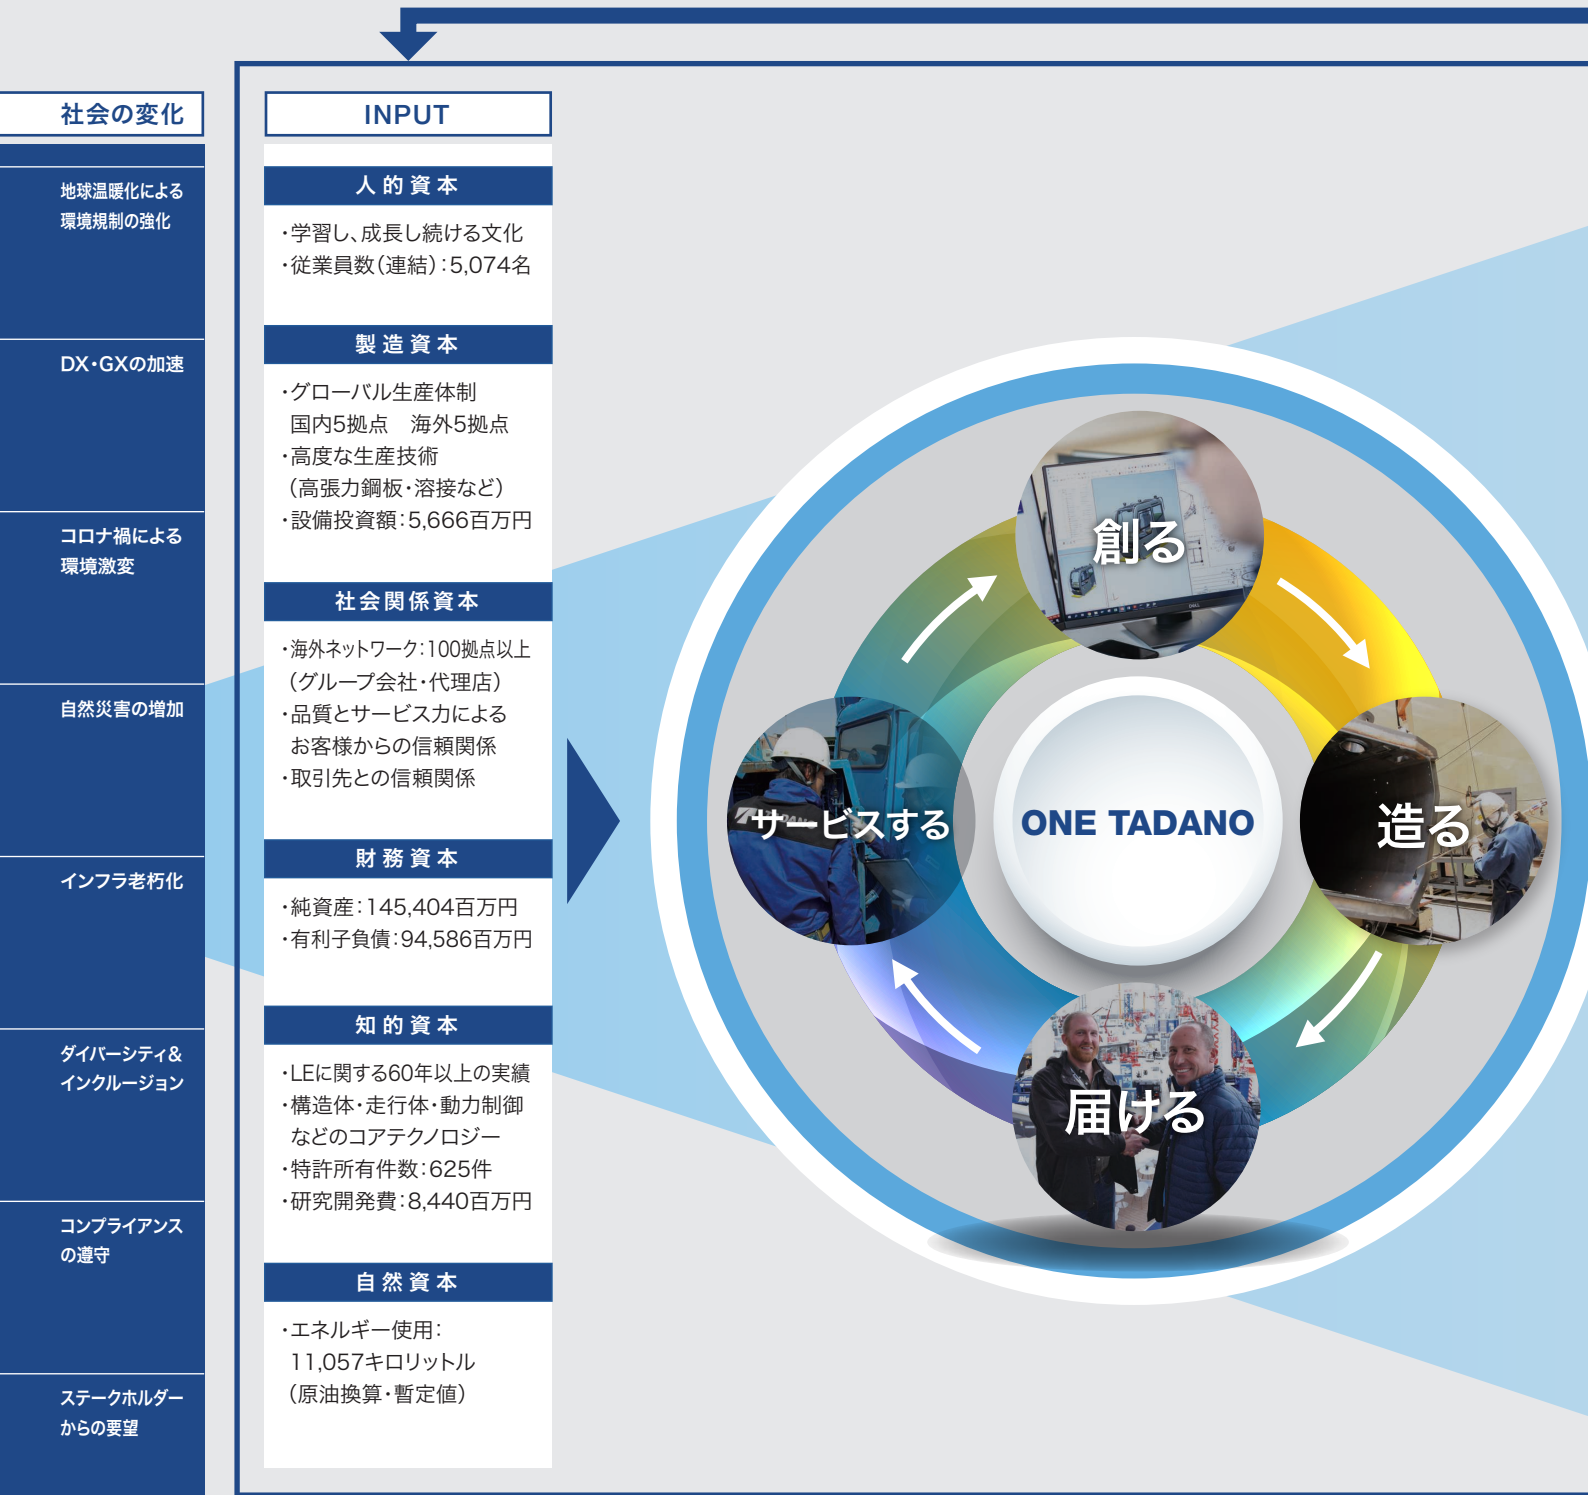 社会の変化
地球温暖化による
環境規制の強化
DX・GXの加速
コロナ禍による
環境激変
自然災害の増加
インフラ老朽化
ダイバーシティ&
インクルージョン
コンプライアンス
の遵守
ステークホルダー
からの要望
INPUT
人的資本
・学習し、成長し続ける文化
・従業員数（連結）：5,074名
製造資本
・グローバル生産体制
国内5拠点　海外5拠点
・高度な生産技術
（高張力鋼板・溶接など）
・設備投資額：5,666百万円
社会関係資本
・海外ネットワーク：100拠点以上
（グループ会社・代理店）
・品質とサービス力による
お客様からの信頼関係
・取引先との信頼関係
財務資本
・純資産：145,404百万円
・有利子負債：94,586百万円
知的資本
・LEに関する60年以上の実績
・構造体・走行体・動力制御
などのコアテクノロジー
・特許所有件数：625件
・研究開発費：8,440百万円
自然資本
・エネルギー使用：
11,057キロリットル
（原油換算・暫定値）
創る
造る
届ける
サービスする
ONE TADANO